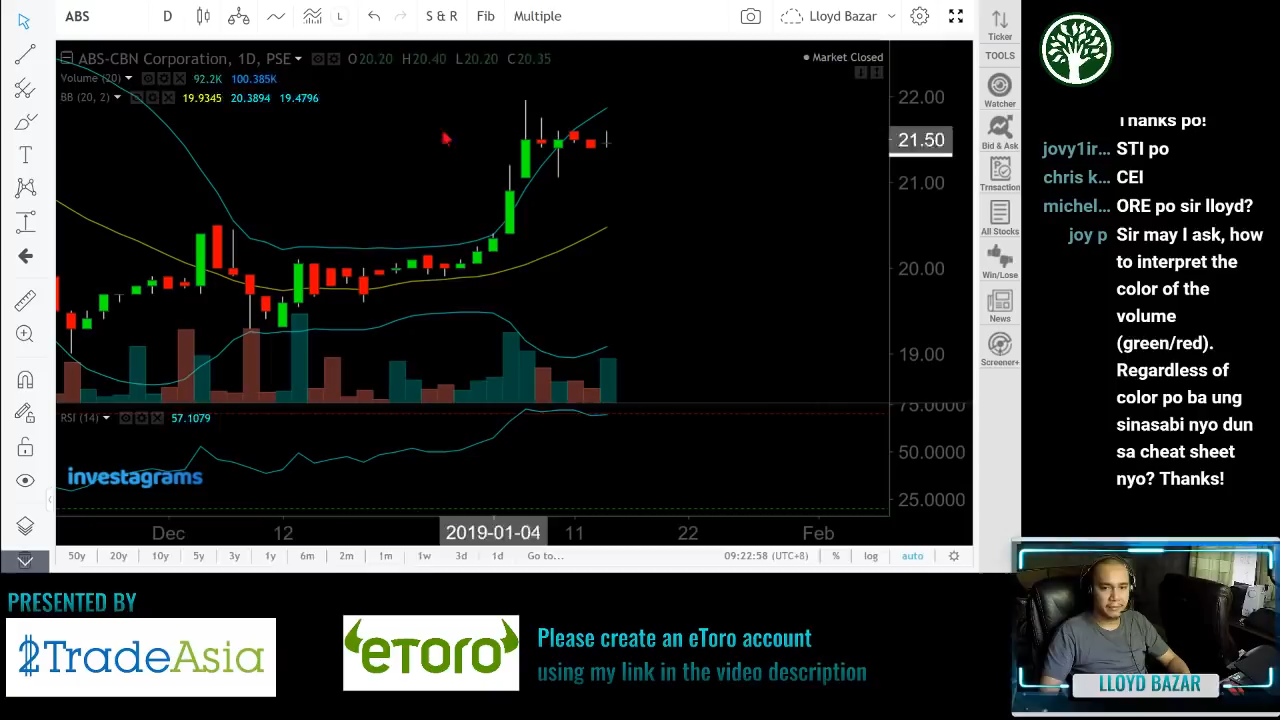 ABS
D
L
S & R
Fib
Multiple
Lloyd Bazar
Ticker
TOOLS
Watcher
Bid & Ask
Trnsaction
All Stocks
Win/Lose
News
Screener+
ABS-CBN Corporation, 1D, PSE
O20.20 H20.40 L20.20 C20.35
Market Closed
Volume (20) 92.2K 100.385K
BB (20, 2) 19.9345 20.3894 19.4796
22.00
21.50
21.00
20.00
19.00
RSI (14) 57.1079
75.0000
50.0000
25.0000
investagrams
Dec
12
2019-01-04
11
22
Feb
50y 20y 10y 5y 3y 1y 6m 2m 1m 1w 3d 1d Go to...
09:22:58 (UTC+8)
% log auto
Thanks po!
jovy1ir... STI po
chris k... CEI
michel... ORE po sir lloyd?
joy p Sir may I ask, how
to interpret the
color of the
volume
(green/red).
Regardless of
color po ba ung
sinasabi nyo dun
sa cheat sheet
nyo? Thanks!
PRESENTED BY
2TradeAsia
eToro
Please create an eToro account
using my link in the video description
LLOYD BAZAR